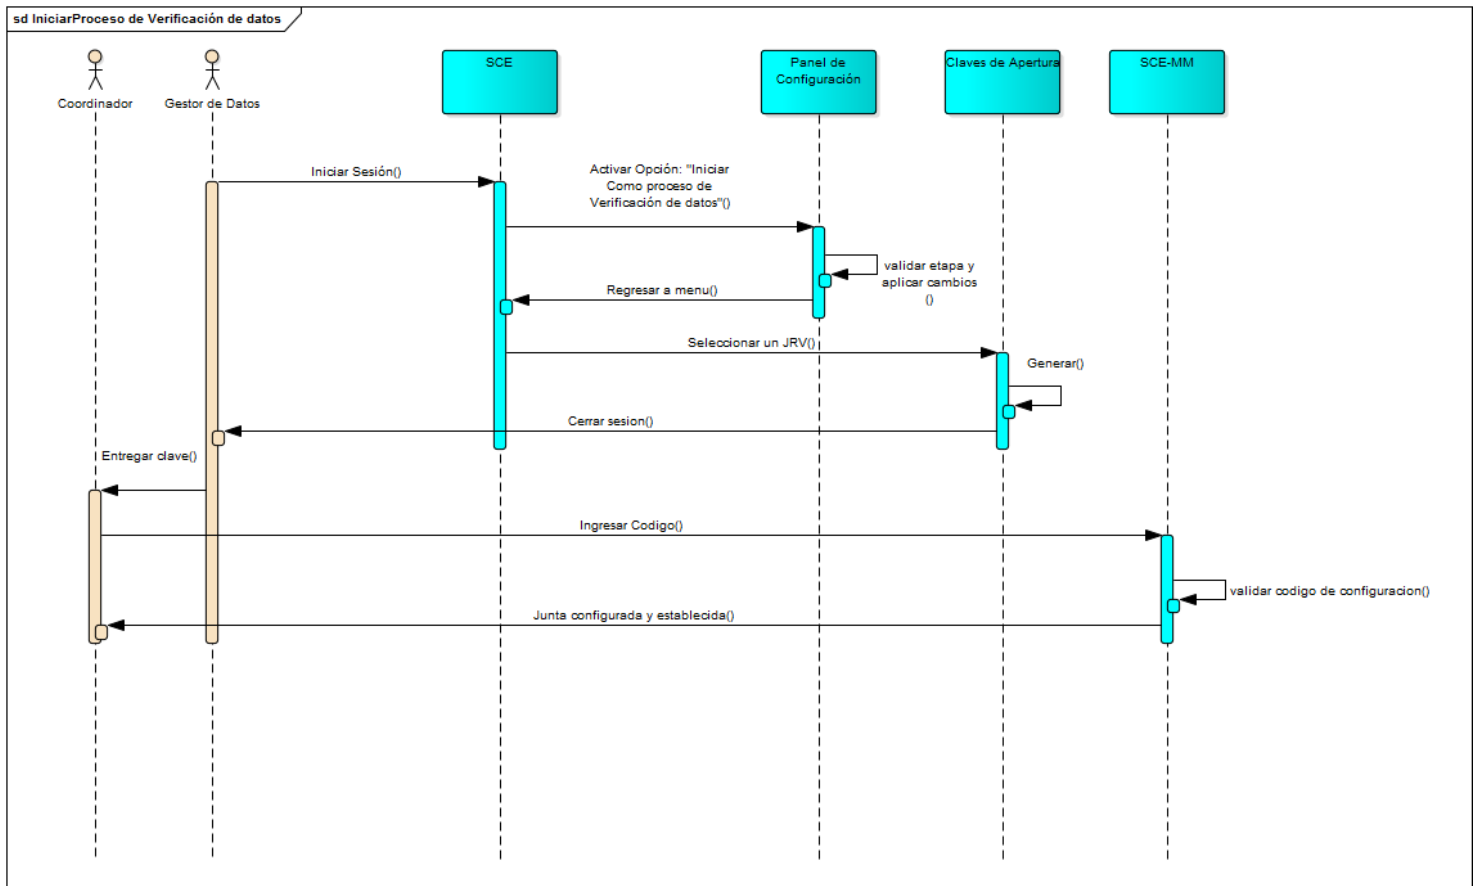 sd IniciarProceso de Verificación de datos
Coordinador
Gestor de Datos
SCE
Panel de
Configuración
Claves de Apertura
SCE-MM
Iniciar Sesión()
Activar Opción: "Iniciar
Como proceso de
Verificación de datos"()
validar etapa y
aplicar cambios
()
Regresar a menu()
Seleccionar un JRV()
Generar()
Cerrar sesion()
Entregar clave()
Ingresar Codigo()
validar codigo de configuracion()
Junta configurada y establecida()